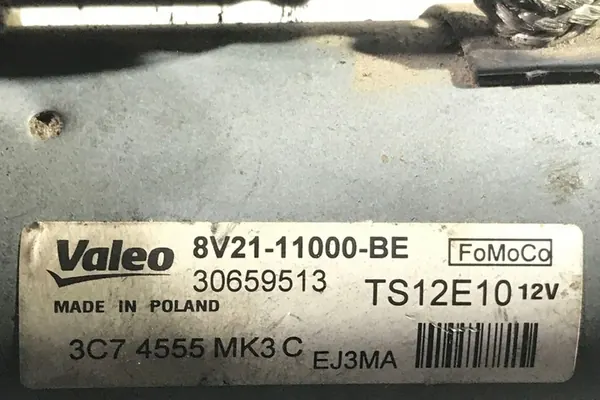 Valeo 8V21-11000-BE FoMoCo
30659513 TS12E10 12V
MADE IN POLAND
3C7 4555 MK3 C EJ3MA